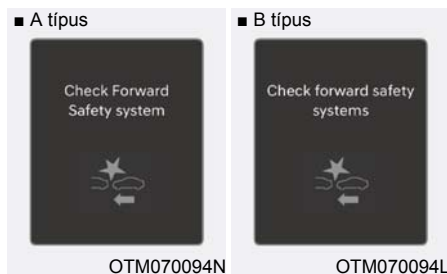 ■ A típus
Check Forward
Safety system
OTM070094N
■ B típus
Check forward safety
systems
OTM070094L